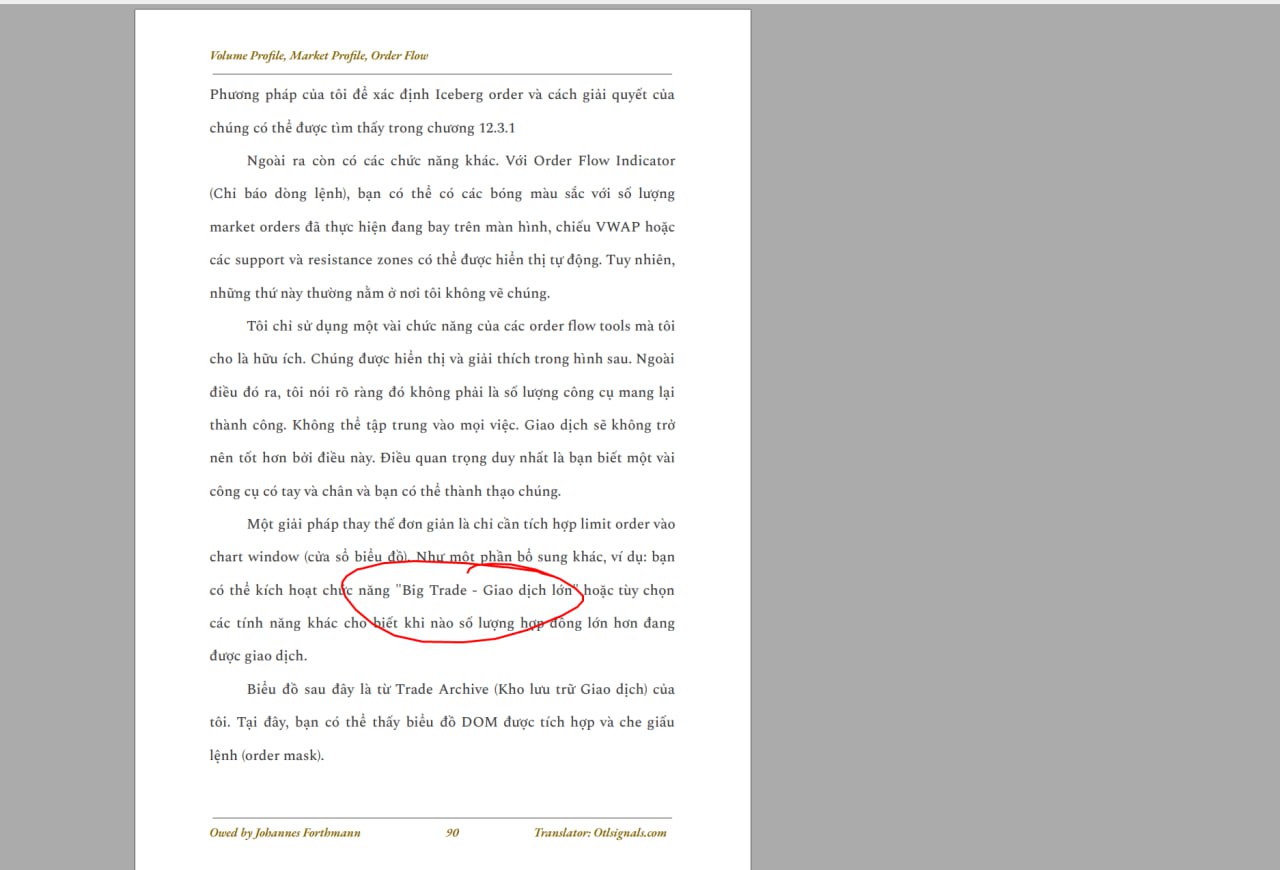 Volume Profile, Market Profile, Order Flow
Phương pháp của tôi để xác định Iceberg order và cách giải quyết của
chúng có thể được tìm thấy trong chương 12.3.1
Ngoài ra còn có các chức năng khác. Với Order Flow Indicator
(Chỉ báo dòng lệnh), bạn có thể có các bóng màu sắc với số lượng
market orders đã thực hiện đang bay trên màn hình, chiếu VWAP hoặc
các support và resistance zones có thể được hiển thị tự động. Tuy nhiên,
những thứ này thường nằm ở nơi tôi không vẽ chúng.
Tôi chỉ sử dụng một vài chức năng của các order flow tools mà tôi
cho là hữu ích. Chúng được hiển thị và giải thích trong hình sau. Ngoài
điều đó ra, tôi nói rõ ràng đó không phải là số lượng công cụ mang lại
thành công. Không thể tập trung vào mọi việc. Giao dịch sẽ không trở
nên tốt hơn bởi điều này. Điều quan trọng duy nhất là bạn biết một vài
công cụ có tay và chân và bạn có thể thành thạo chúng.
Một giải pháp thay thế đơn giản là chỉ cần tích hợp limit order vào
chart window (cửa sổ biểu đồ). Như một phần bổ sung khác, ví dụ: bạn
có thể kích hoạt chức năng "Big Trade - Giao dịch lớn" hoặc tùy chọn
các tính năng khác cho biết khi nào số lượng hợp đồng lớn hơn đang
được giao dịch.
Biểu đồ sau đây là từ Trade Archive (Kho lưu trữ Giao dịch) của
tôi. Tại đây, bạn có thể thấy biểu đồ DOM được tích hợp và che giấu
lệnh (order mask).
Owed by Johannes Forthmann 90 Translator: Otlsignals.com